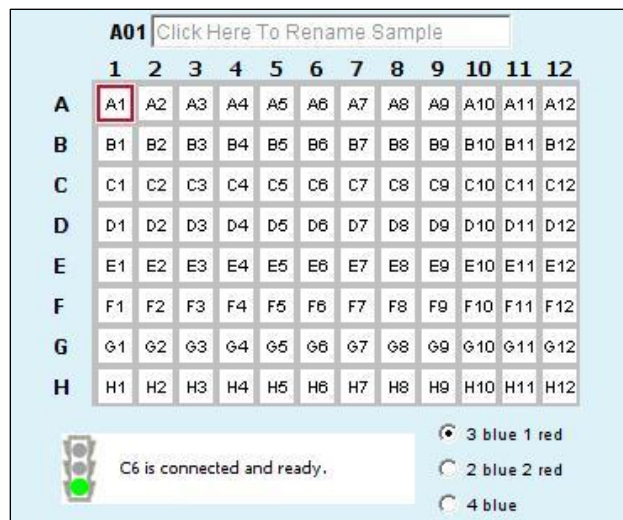 A01 Click Here To Rename Sample
1 2 3 4 5 6 7 8 9 10 11 12
A A1 A2 A3 A4 A5 A6 A7 A8 A9 A10 A11 A12
B B1 B2 B3 B4 B5 B6 B7 B8 B9 B10 B11 B12
C C1 C2 C3 C4 C5 C6 C7 C8 C9 C10 C11 C12
D D1 D2 D3 D4 D5 D6 D7 D8 D9 D10 D11 D12
E E1 E2 E3 E4 E5 E6 E7 E8 E9 E10 E11 E12
F F1 F2 F3 F4 F5 F6 F7 F8 F9 F10 F11 F12
G G1 G2 G3 G4 G5 G6 G7 G8 G9 G10 G11 G12
H H1 H2 H3 H4 H5 H6 H7 H8 H9 H10 H11 H12
C6 is connected and ready.
3 blue 1 red
2 blue 2 red
4 blue